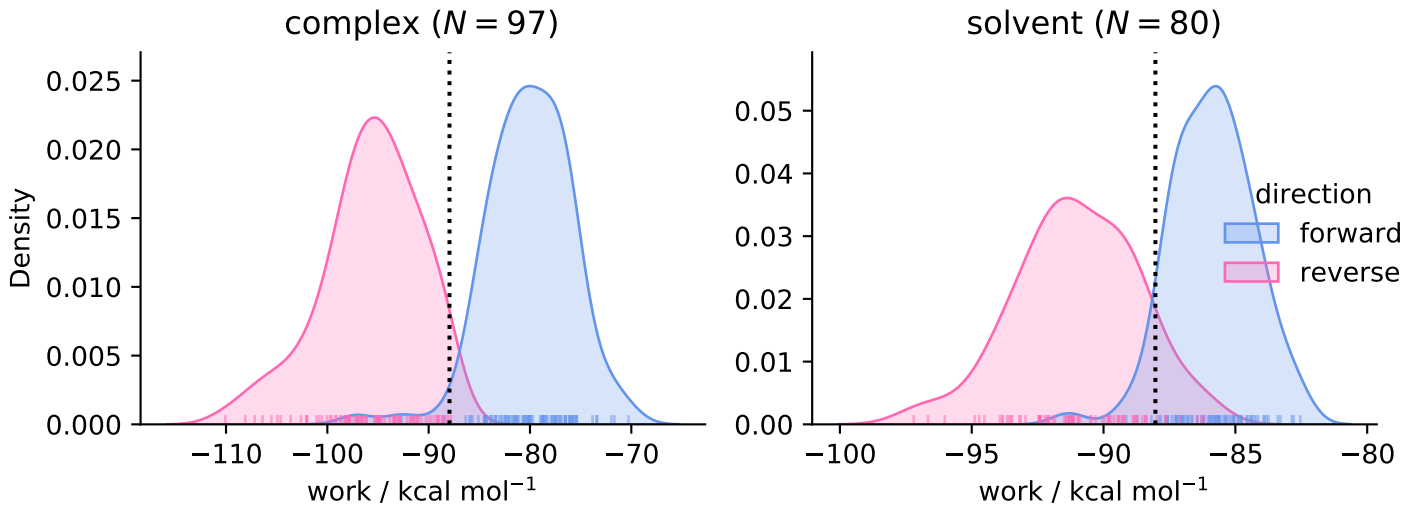 complex (N = 97)
Density
0.025
0.020
0.015
0.010
0.005
0.000
−110 −100 −90 −80 −70
work / kcal mol⁻¹
solvent (N = 80)
0.05
0.04
0.03
0.02
0.01
0.00
−100 −95 −90 −85 −80
work / kcal mol⁻¹
direction
forward
reverse